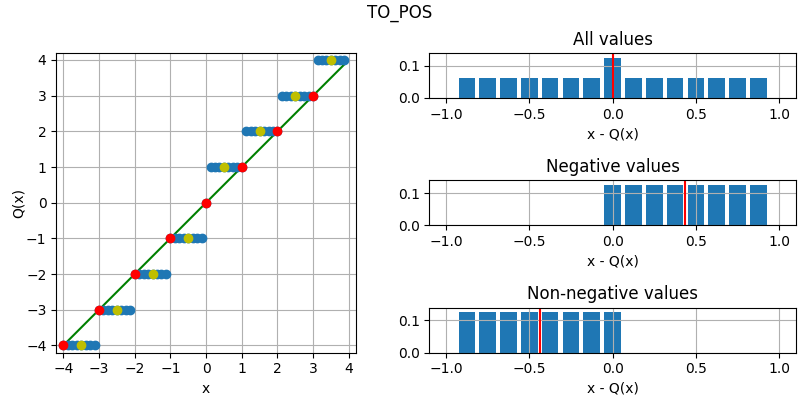 TO_POS
4
3
2
1
0
−1
−2
−3
−4
Q(x)
−4 −3 −2 −1 0 1 2 3 4
x
All values
0.1
0.0
−1.0 −0.5 0.0 0.5 1.0
x - Q(x)
Negative values
0.1
0.0
−1.0 −0.5 0.0 0.5 1.0
x - Q(x)
Non-negative values
0.1
0.0
−1.0 −0.5 0.0 0.5 1.0
x - Q(x)